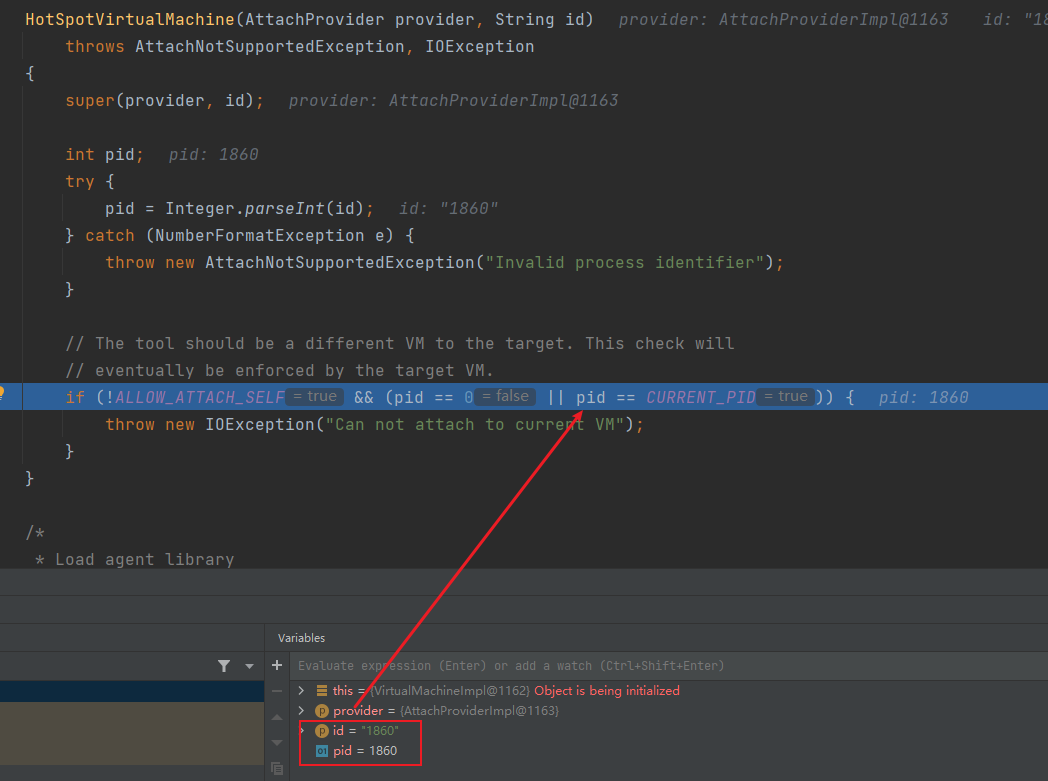 HotSpotVirtualMachine(AttachProvider provider, String id)  provider: AttachProviderImpl@1163  id: "18
throws AttachNotSupportedException, IOException
{
super(provider, id);  provider: AttachProviderImpl@1163
int pid;  pid: 1860
try {
pid = Integer.parseInt(id);  id: "1860"
} catch (NumberFormatException e) {
throw new AttachNotSupportedException("Invalid process identifier");
}
// The tool should be a different VM to the target. This check will
// eventually be enforced by the target VM.
if (!ALLOW_ATTACH_SELF = true && (pid == 0 = false || pid == CURRENT_PID = true )) {  pid: 1860
throw new IOException("Can not attach to current VM");
}
}
/*
* Load agent library
Variables
Evaluate expression (Enter) or add a watch (Ctrl+Shift+Enter)
this = {VirtualMachineImpl@1162} Object is being initialized
provider = {AttachProviderImpl@1163}
id = "1860"
pid = 1860